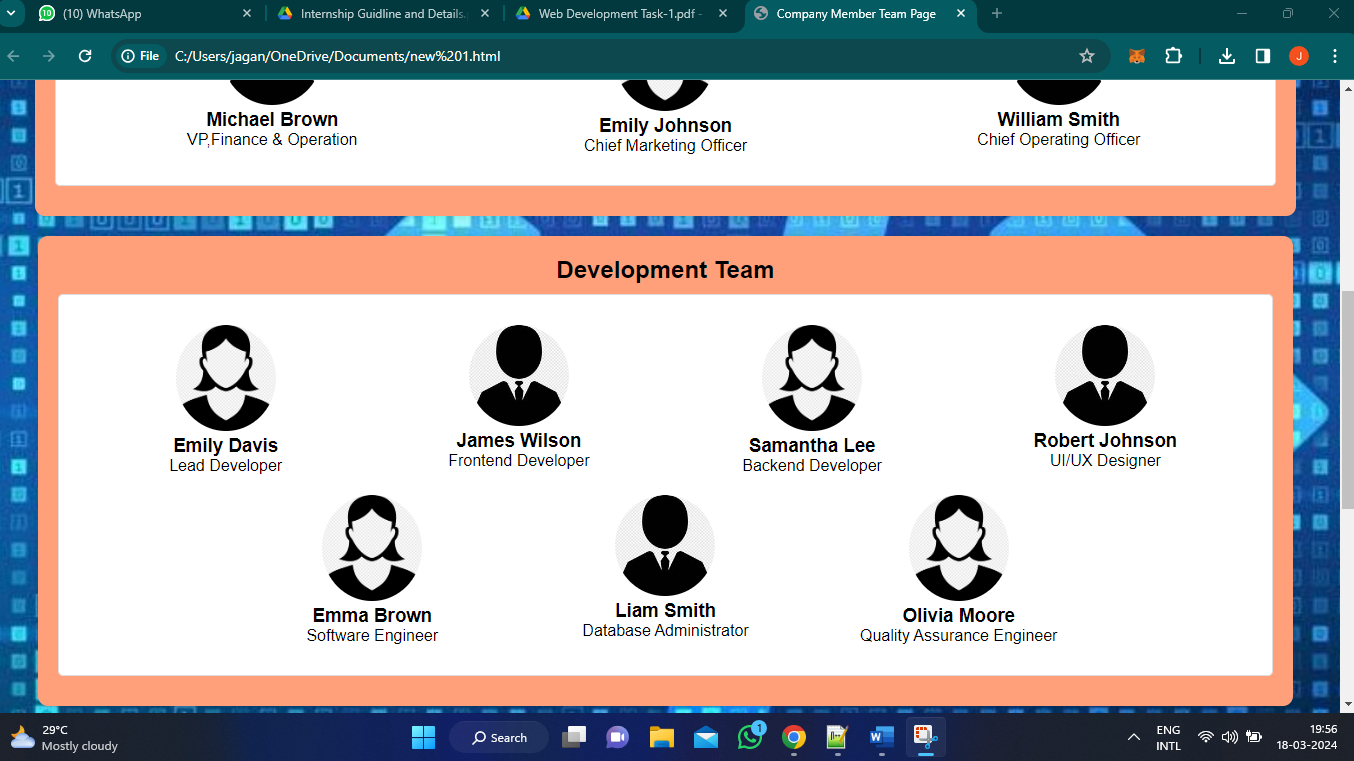 (10) WhatsApp
Internship Guidline and Details.
Web Development Task-1.pdf -
Company Member Team Page
File
C:/Users/jagan/OneDrive/Documents/new%201.html
J
Michael Brown
VP,Finance & Operation
Emily Johnson
Chief Marketing Officer
William Smith
Chief Operating Officer
Development Team
Emily Davis
Lead Developer
James Wilson
Frontend Developer
Samantha Lee
Backend Developer
Robert Johnson
UI/UX Designer
Emma Brown
Software Engineer
Liam Smith
Database Administrator
Olivia Moore
Quality Assurance Engineer
29°C
Mostly cloudy
Search
1
ENG
INTL
19:56
18-03-2024